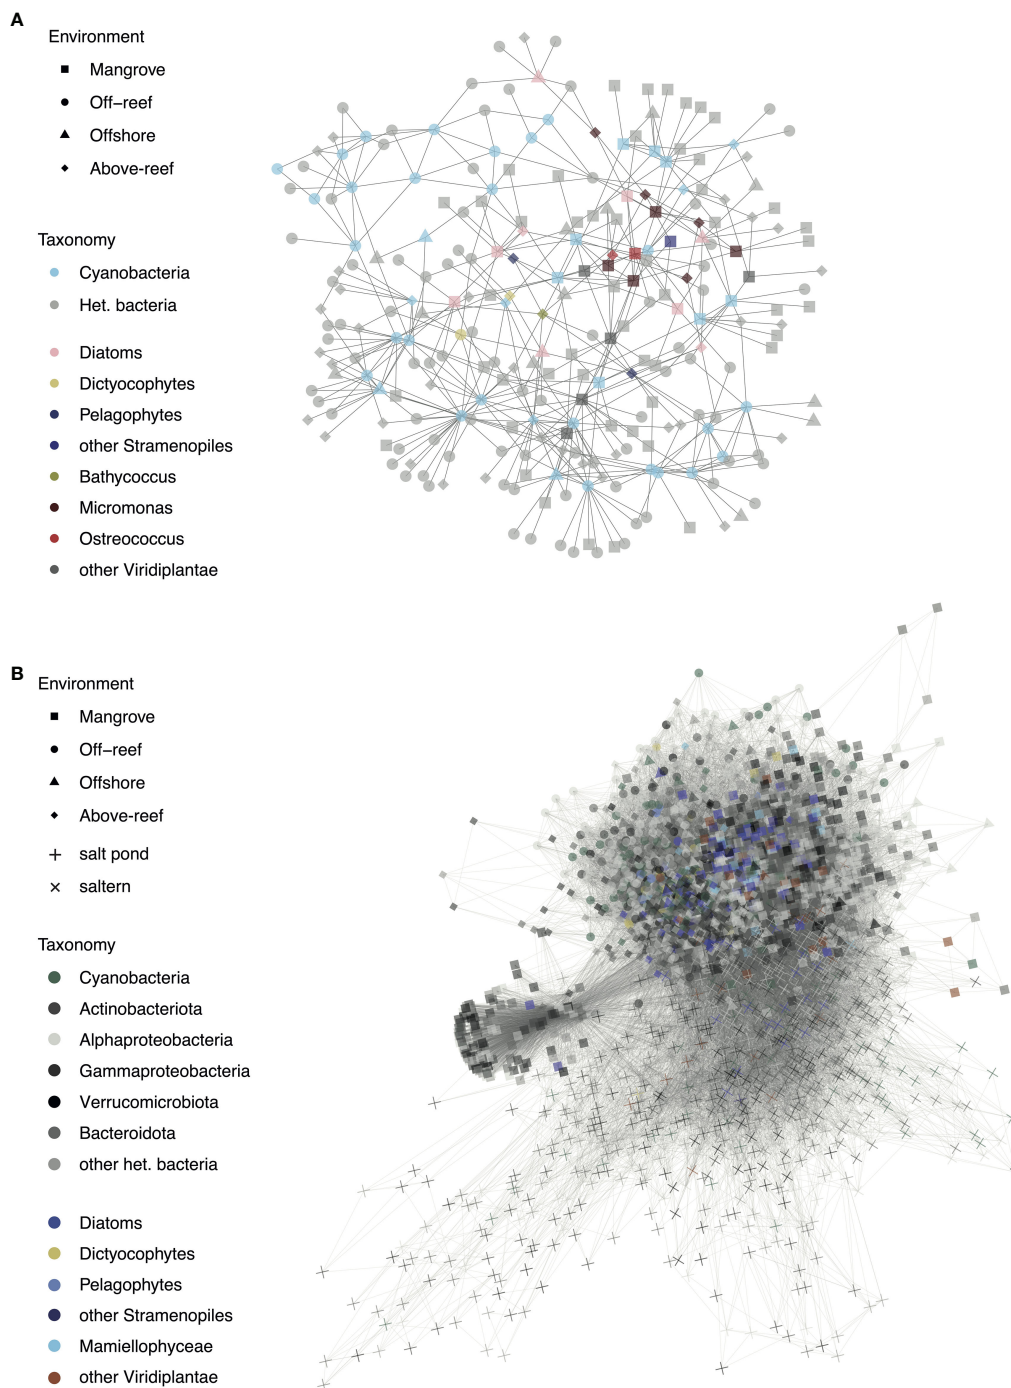 A
Environment
Mangrove
Off−reef
Offshore
Above-reef
Taxonomy
Cyanobacteria
Het. bacteria
Diatoms
Dictyocophytes
Pelagophytes
other Stramenopiles
Bathycoccus
Micromonas
Ostreococcus
other Viridiplantae
B
Environment
Mangrove
Off−reef
Offshore
Above-reef
salt pond
saltern
Taxonomy
Cyanobacteria
Actinobacteriota
Alphaproteobacteria
Gammaproteobacteria
Verrucomicrobiota
Bacteroidota
other het. bacteria
Diatoms
Dictyocophytes
Pelagophytes
other Stramenopiles
Mamiellophyceae
other Viridiplantae